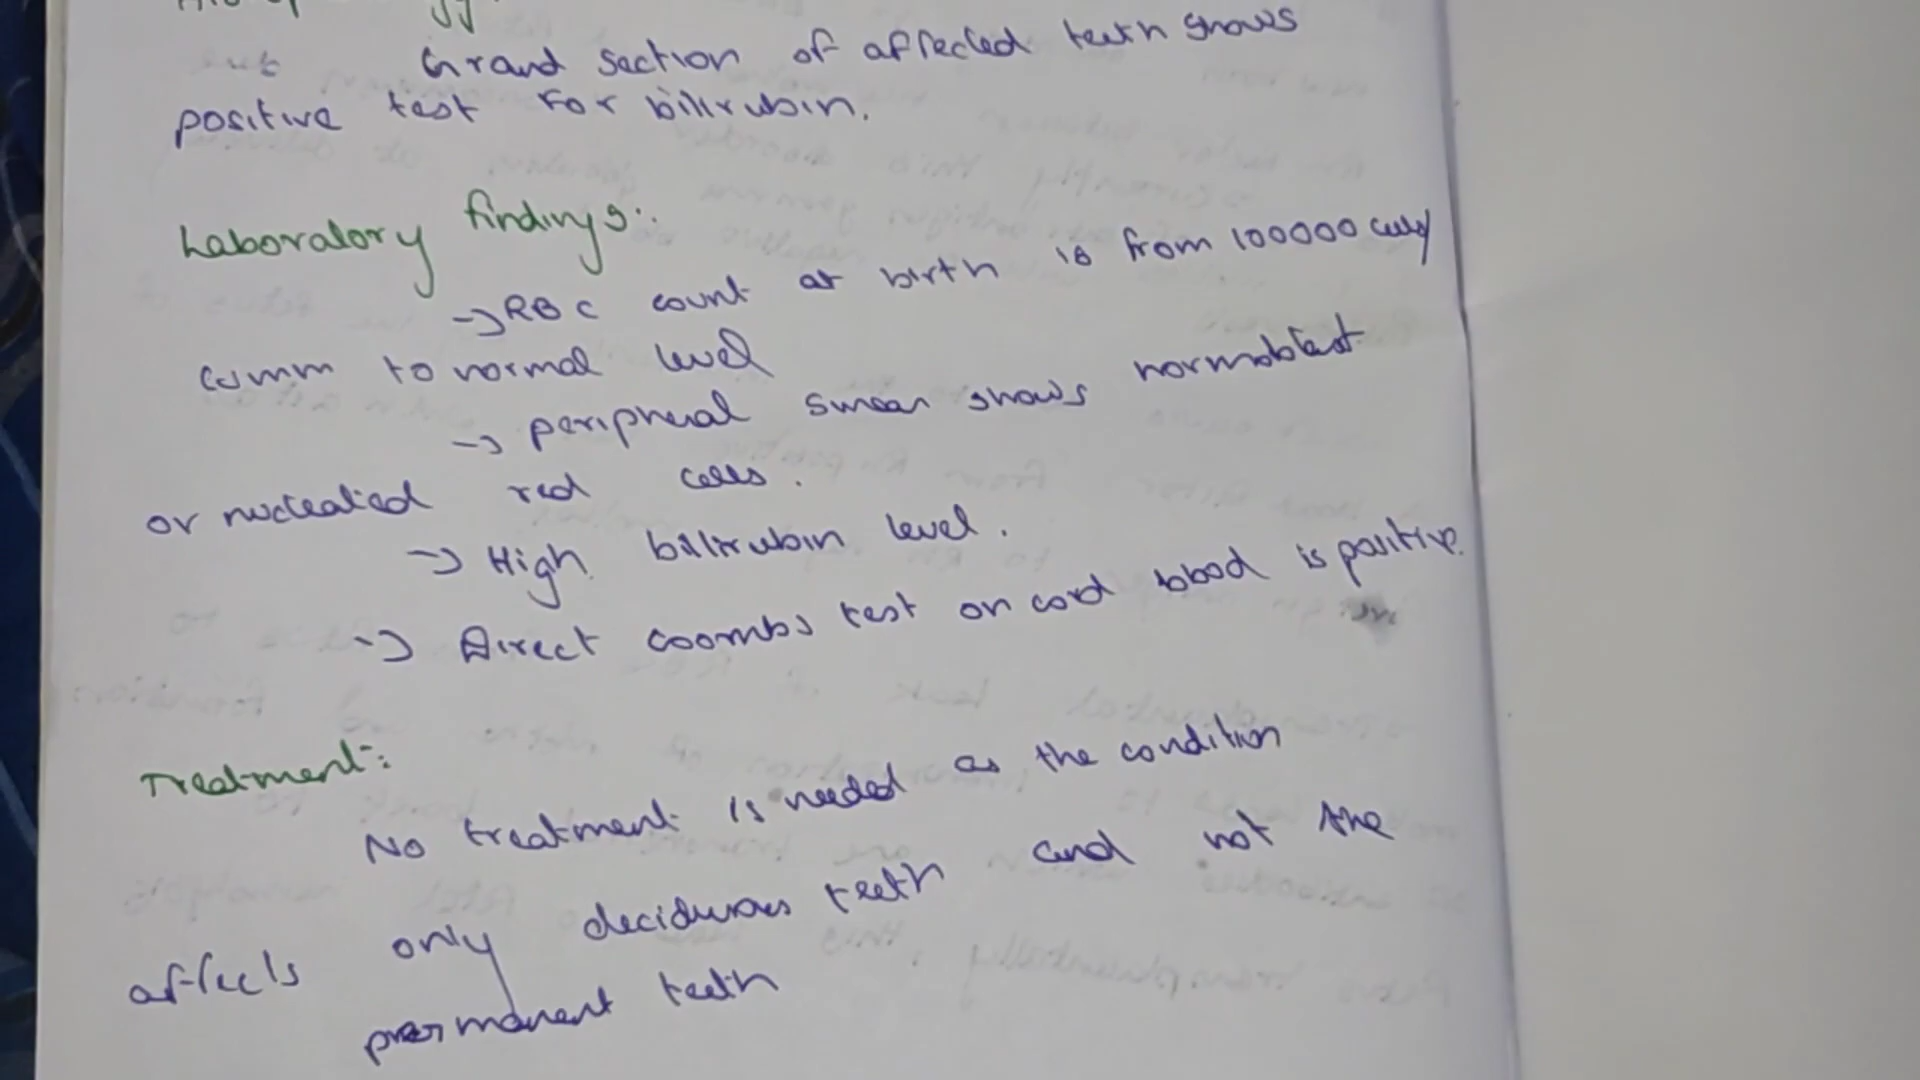 Grand section of affected teeth shows
positive test for bilirubin.
Laboratory findings:
→ RBC count at birth is from 100000 cells/
cumm to normal level
→ peripheral smear shows normoblast
or nucleated red cells.
→ High bilirubin level.
→ Direct coombs test on cord blood is positive.
Treatment:
No treatment is needed as the condition
affects only deciduous teeth and not the
permanent teeth